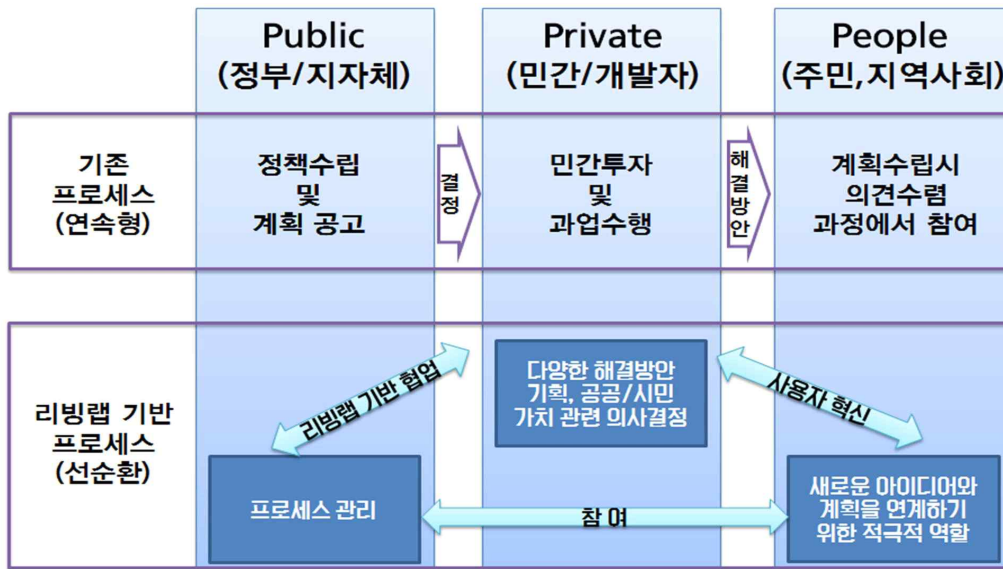 Public
(정부/지자체)
Private
(민간/개발자)
People
(주민,지역사회)
기존
프로세스
(연속형)
정책수립
및
계획 공고
결정
민간투자
및
과업수행
해결방안
계획수립시
의견수렴
과정에서 참여
리빙랩 기반
프로세스
(선순환)
리빙랩 기반 협업
다양한 해결방안
기획, 공공/시민
가치 관련 의사결정
사용자 혁신
프로세스 관리
참 여
새로운 아이디어와
계획을 연계하기
위한 적극적 역할